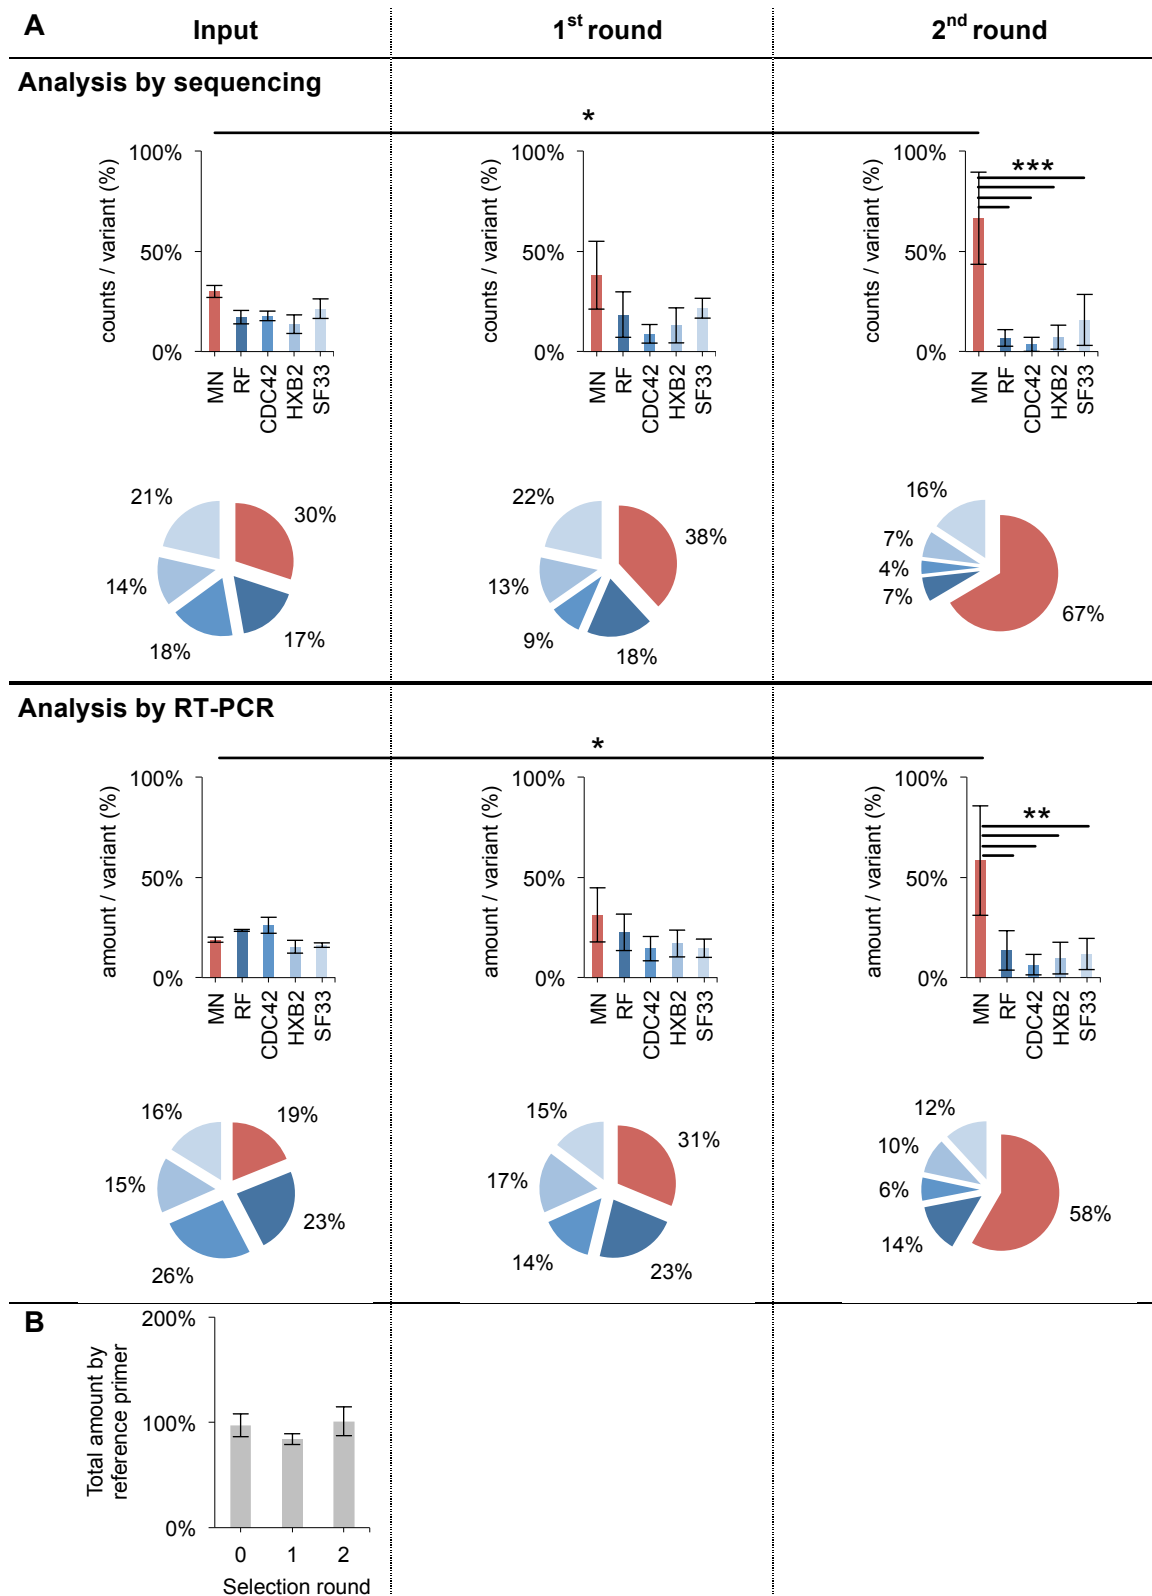 A
Input
1st round
2nd round
Analysis by sequencing
*
counts / variant (%)
100%
50%
0%
MN
RF
CDC42
HXB2
SF33
counts / variant (%)
100%
50%
0%
MN
RF
CDC42
HXB2
SF33
counts / variant (%)
100%
50%
0%
***
MN
RF
CDC42
HXB2
SF33
21%
30%
14%
18%
17%
22%
38%
13%
9%
18%
16%
7%
4%
7%
67%
Analysis by RT-PCR
*
amount / variant (%)
100%
50%
0%
MN
RF
CDC42
HXB2
SF33
amount / variant (%)
100%
50%
0%
MN
RF
CDC42
HXB2
SF33
amount / variant (%)
100%
50%
0%
**
MN
RF
CDC42
HXB2
SF33
16%
19%
15%
23%
26%
15%
31%
17%
14%
23%
12%
10%
6%
14%
58%
B
Total amount by
reference primer
200%
100%
0%
0 1 2
Selection round